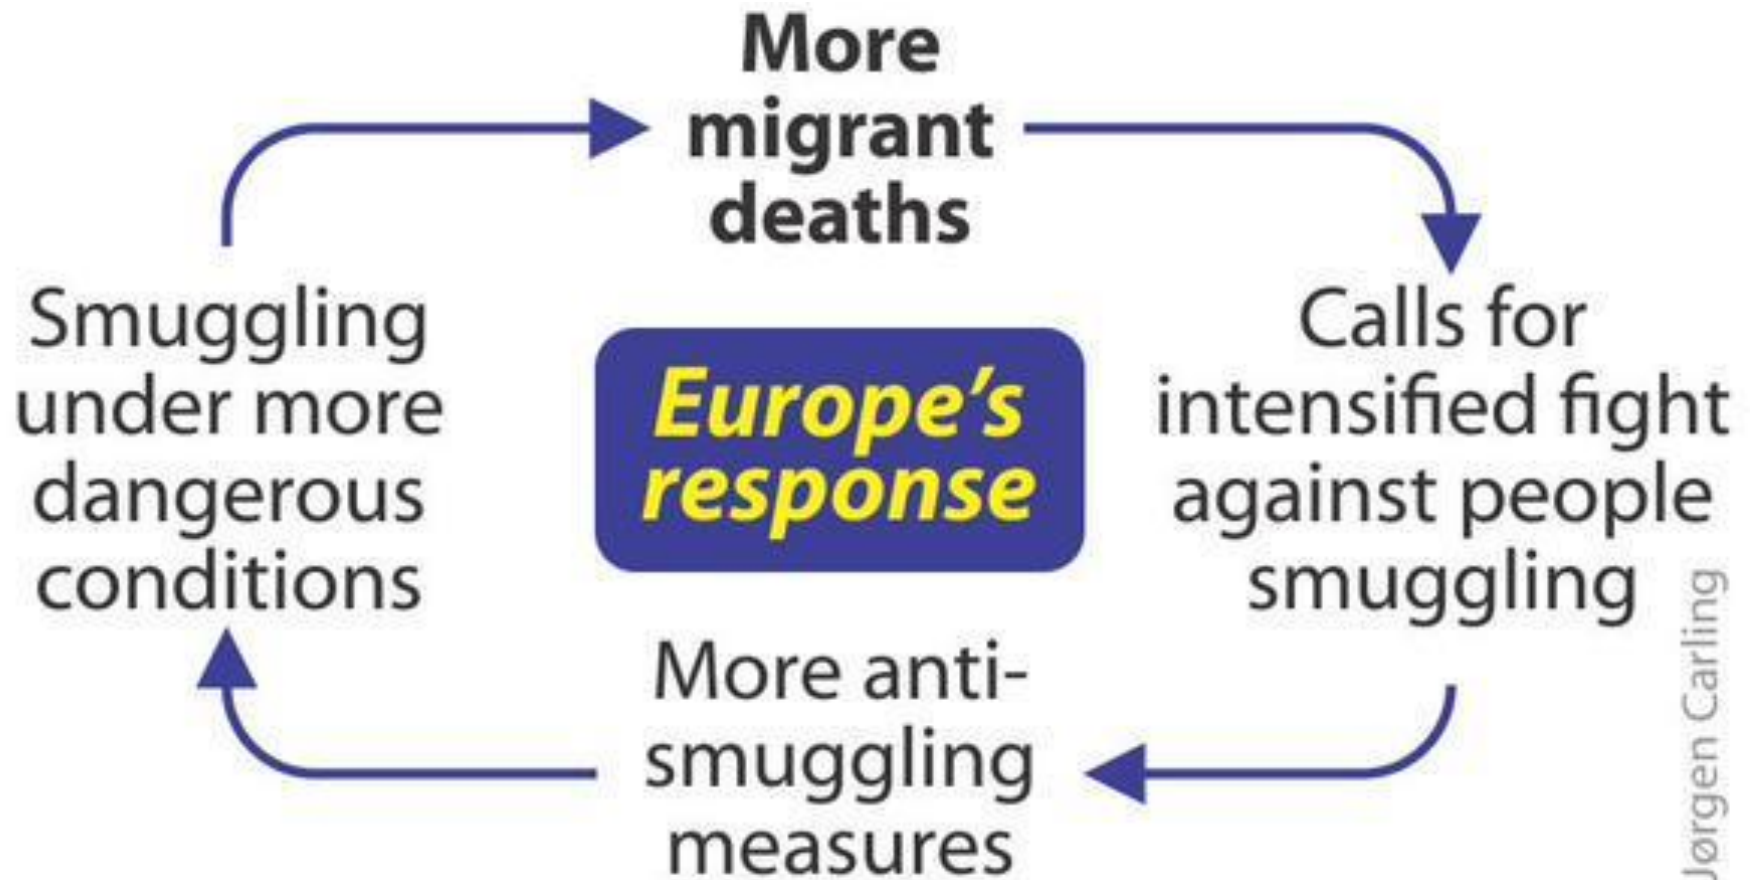 More
migrant
deaths
Calls for
intensified fight
against people
smuggling
More anti-
smuggling
measures
Smuggling
under more
dangerous
conditions
Europe’s
response
Jørgen Carling